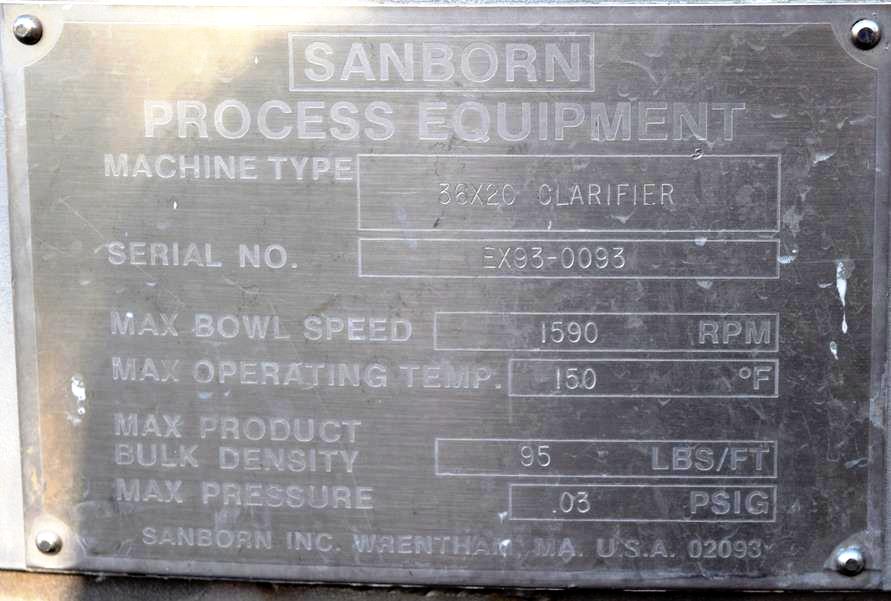 SANBORN
PROCESS EQUIPMENT
MACHINE TYPE 36X20 CLARIFIER
SERIAL NO. EX93-0093
MAX BOWL SPEED 1590 RPM
MAX OPERATING TEMP. 150 °F
MAX PRODUCT
BULK DENSITY 95 LBS/FT
MAX PRESSURE .03 PSIG
SANBORN INC. WRENTHAM, MA. U.S.A. 02093